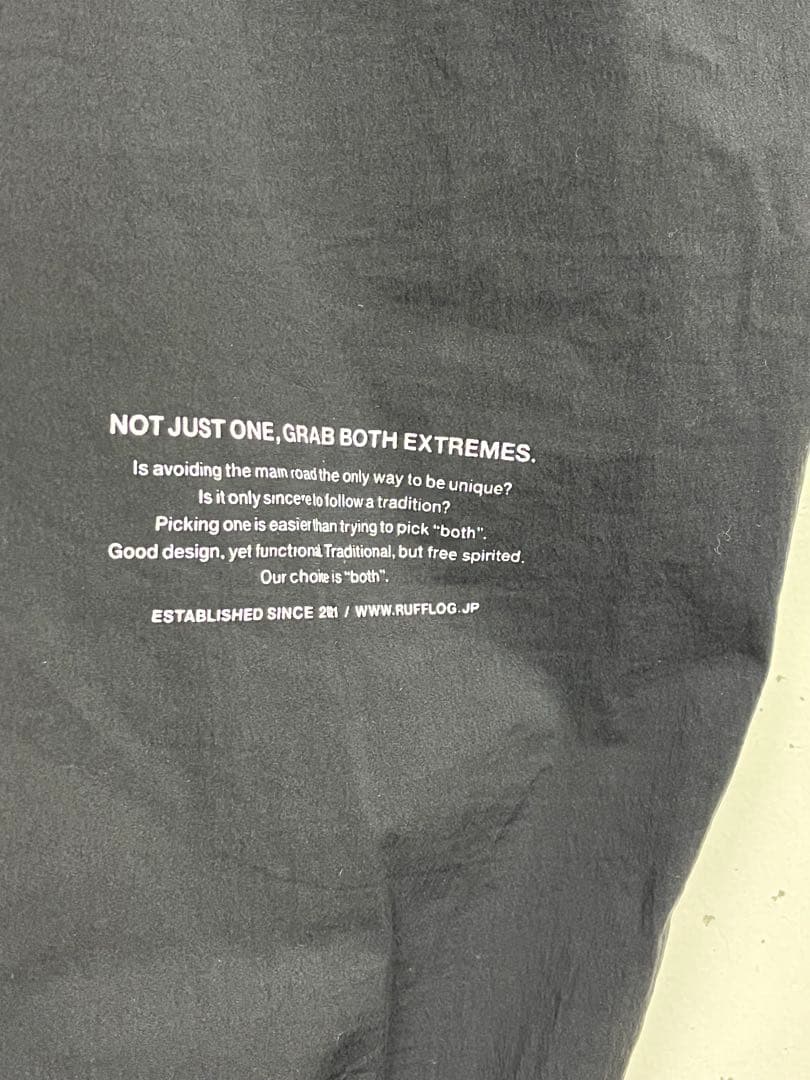 NOT JUST ONE, GRAB BOTH EXTREMES.
Is avoiding the main road the only way to be unique?
Is it only sincere to follow a tradition?
Picking one is easier than trying to pick "both".
Good design, yet functional. Traditional, but free spirited.
Our choice is "both".
ESTABLISHED SINCE / WWW.RUFFLOG.JP